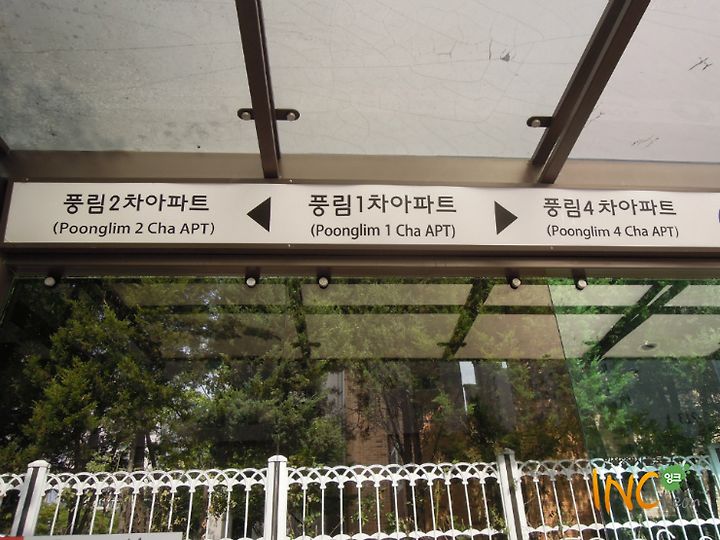 풍림2차아파트
(Poonglim 2 Cha APT)
풍림1차아파트
(Poonglim 1 Cha APT)
풍림4차아파트
(Poonglim 4 Cha APT)
INC
잉크